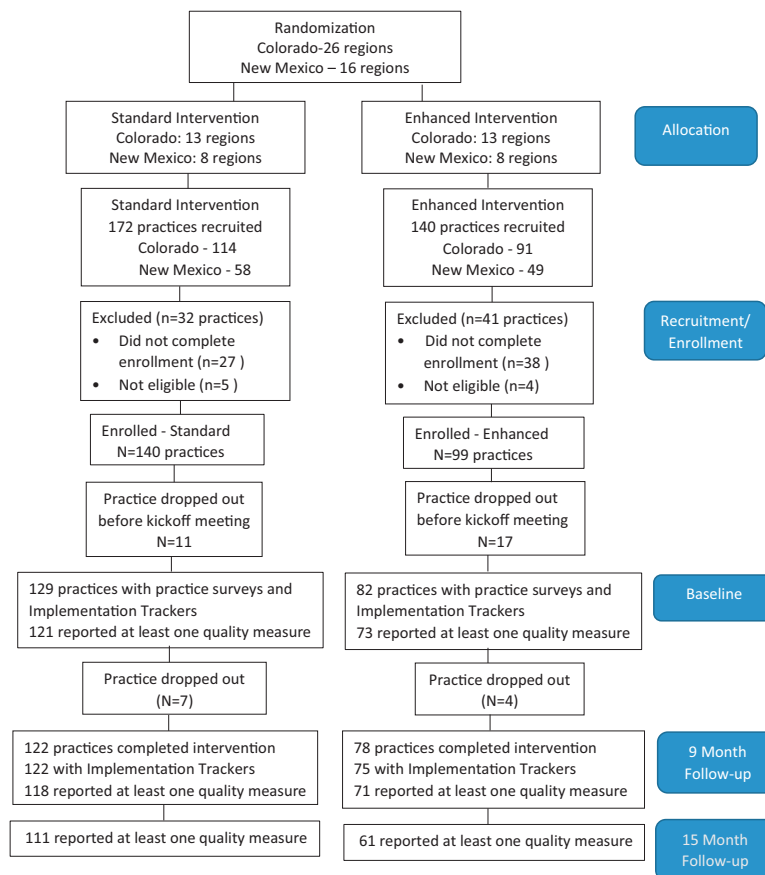 Randomization
Colorado-26 regions
New Mexico – 16 regions
Standard Intervention
Colorado: 13 regions
New Mexico: 8 regions
Enhanced Intervention
Colorado: 13 regions
New Mexico: 8 regions
Allocation
Standard Intervention
172 practices recruited
Colorado - 114
New Mexico - 58
Enhanced Intervention
140 practices recruited
Colorado - 91
New Mexico - 49
Excluded (n=32 practices)
• Did not complete
enrollment (n=27 )
• Not eligible (n=5 )
Excluded (n=41 practices)
• Did not complete
enrollment (n=38 )
• Not eligible (n=4)
Recruitment/
Enrollment
Enrolled - Standard
N=140 practices
Enrolled - Enhanced
N=99 practices
Practice dropped out
before kickoff meeting
N=11
Practice dropped out
before kickoff meeting
N=17
129 practices with practice surveys and
Implementation Trackers
121 reported at least one quality measure
82 practices with practice surveys and
Implementation Trackers
73 reported at least one quality measure
Baseline
Practice dropped out
(N=7)
Practice dropped out
(N=4)
122 practices completed intervention
122 with Implementation Trackers
118 reported at least one quality measure
78 practices completed intervention
75 with Implementation Trackers
71 reported at least one quality measure
9 Month
Follow-up
111 reported at least one quality measure
61 reported at least one quality measure
15 Month
Follow-up